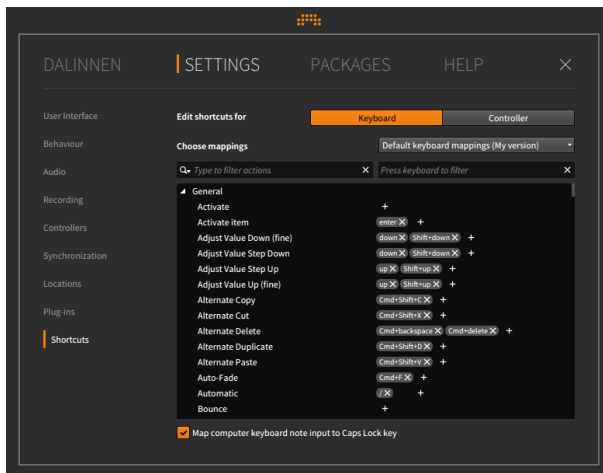 DALINNEN SETTINGS PACKAGES HELP
User Interface
Behaviour
Audio
Recording
Controllers
Synchronization
Locations
Plug-ins
Shortcuts
Edit shortcuts for Keyboard Controller
Choose mappings Default keyboard mappings (My version)
Type to filter actions Press keyboard to filter
General
Activate +
Activate item enter X +
Adjust Value Down (fine) down X Shift+down X +
Adjust Value Step Down down X Shift+down X +
Adjust Value Step Up up X Shift+up X +
Adjust Value Up (fine) up X Shift+up X +
Alternate Copy Cmd+Shift+C X +
Alternate Cut Cmd+Shift+X X +
Alternate Delete Cmd+backspace X Cmd+delete X +
Alternate Duplicate Cmd+Shift+D X +
Alternate Paste Cmd+Shift+V X +
Auto-Fade Cmd+F X +
Automatic / X +
Bounce +
Map computer keyboard note input to Caps Lock key